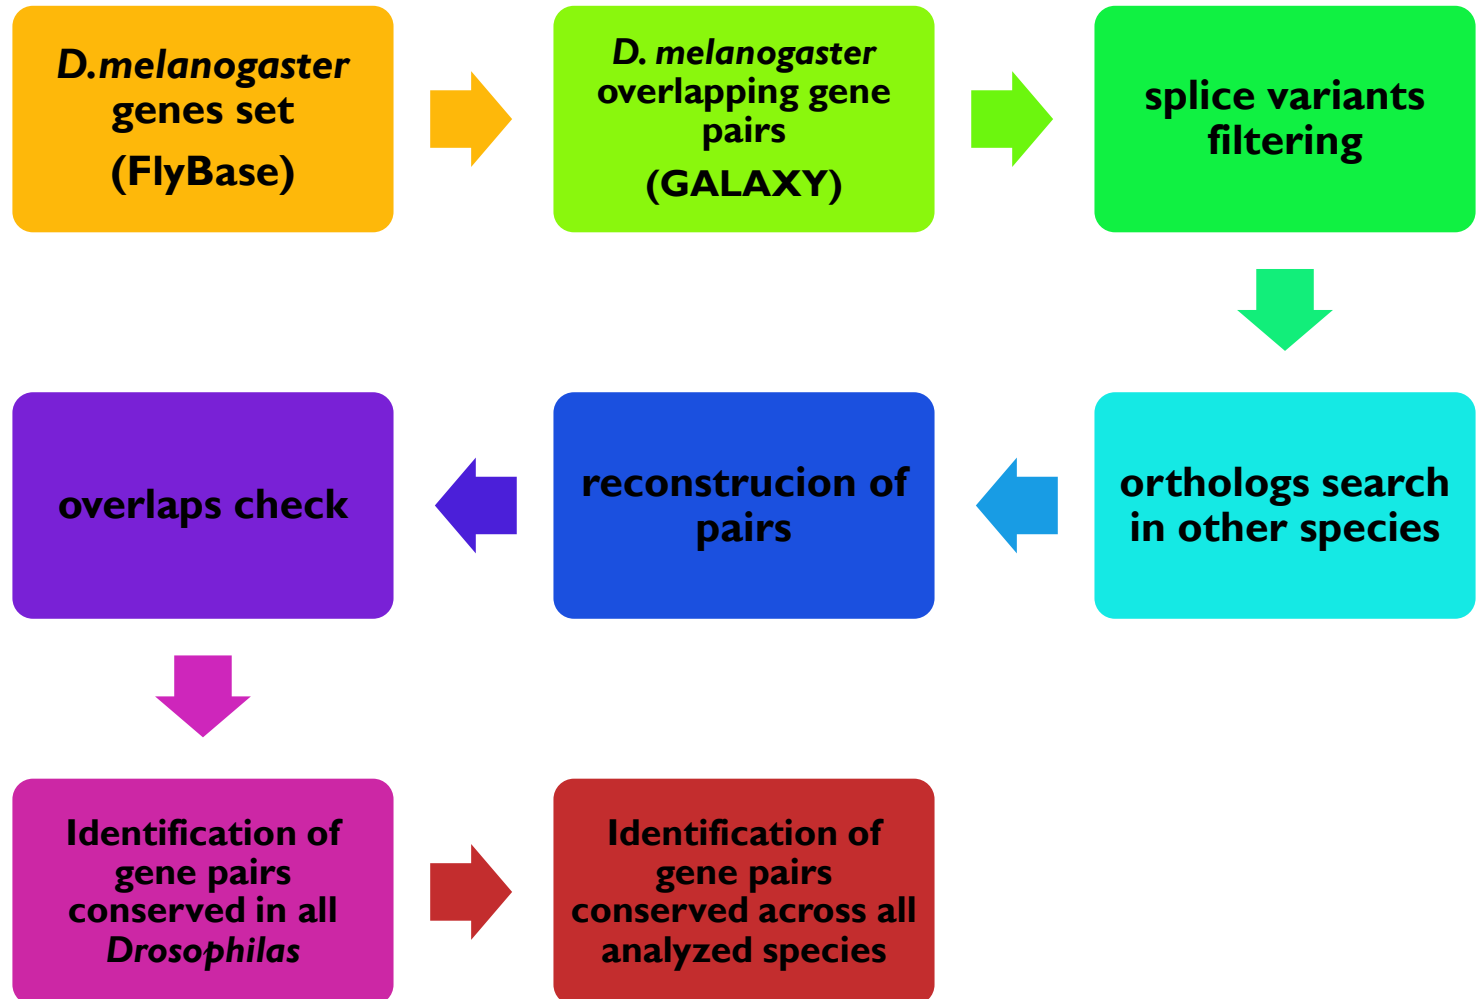 D.melanogaster
genes set
(FlyBase)
D. melanogaster
overlapping gene
pairs
(GALAXY)
splice variants
filtering
orthologs search
in other species
reconstrucion of
pairs
overlaps check
Identification of
gene pairs
conserved in all
Drosophilas
Identification of
gene pairs
conserved across all
analyzed species